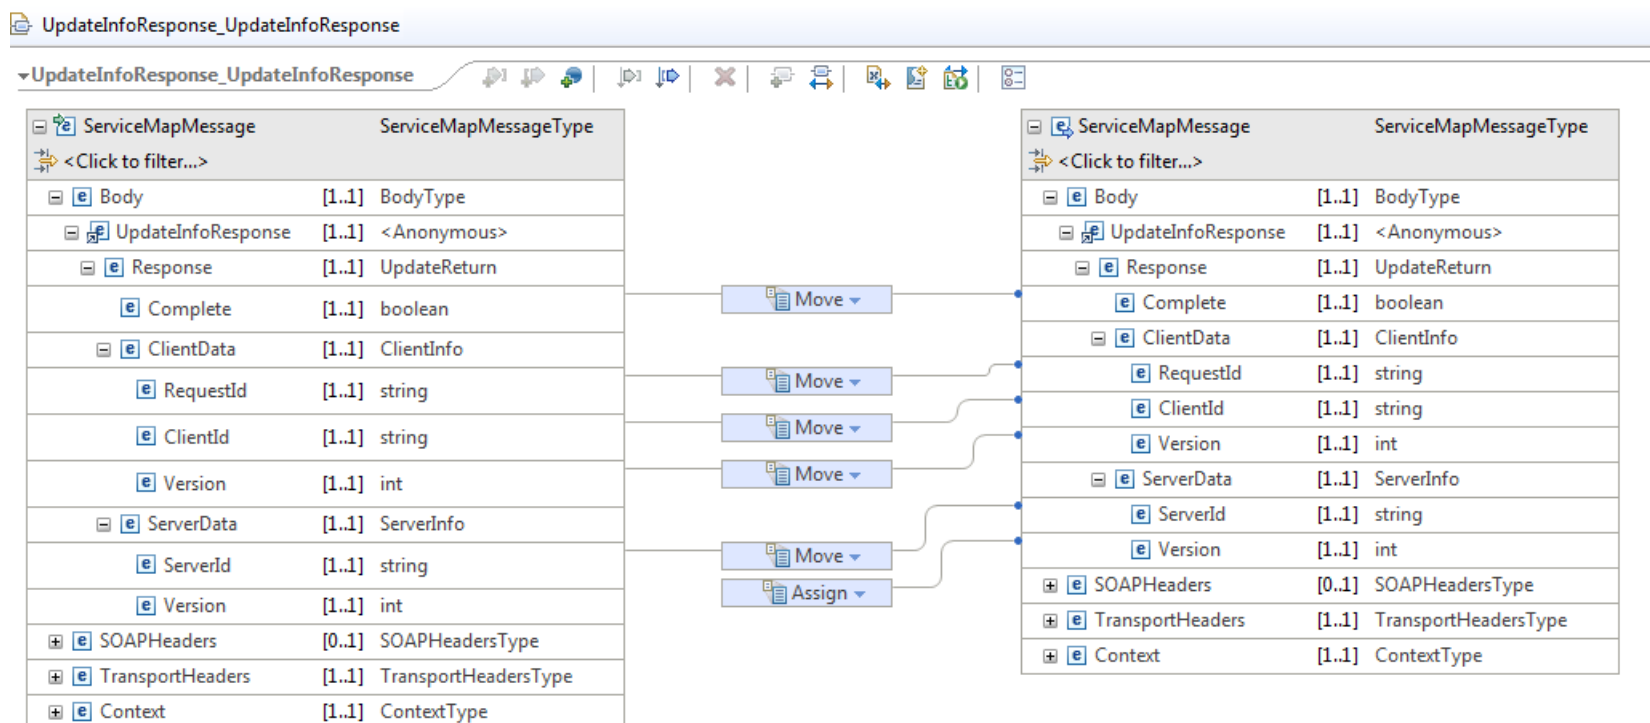 UpdateInfoResponse_UpdateInfoResponse
UpdateInfoResponse_UpdateInfoResponse
ServiceMapMessage ServiceMapMessageType
<Click to filter...>
Body [1..1] BodyType
UpdateInfoResponse [1..1] <Anonymous>
Response [1..1] UpdateReturn
Complete [1..1] boolean
ClientData [1..1] ClientInfo
RequestId [1..1] string
ClientId [1..1] string
Version [1..1] int
ServerData [1..1] ServerInfo
ServerId [1..1] string
Version [1..1] int
SOAPHeaders [0..1] SOAPHeadersType
TransportHeaders [1..1] TransportHeadersType
Context [1..1] ContextType
Move
Move
Move
Move
Move
Assign
ServiceMapMessage ServiceMapMessageType
<Click to filter...>
Body [1..1] BodyType
UpdateInfoResponse [1..1] <Anonymous>
Response [1..1] UpdateReturn
Complete [1..1] boolean
ClientData [1..1] ClientInfo
RequestId [1..1] string
ClientId [1..1] string
Version [1..1] int
ServerData [1..1] ServerInfo
ServerId [1..1] string
Version [1..1] int
SOAPHeaders [0..1] SOAPHeadersType
TransportHeaders [1..1] TransportHeadersType
Context [1..1] ContextType